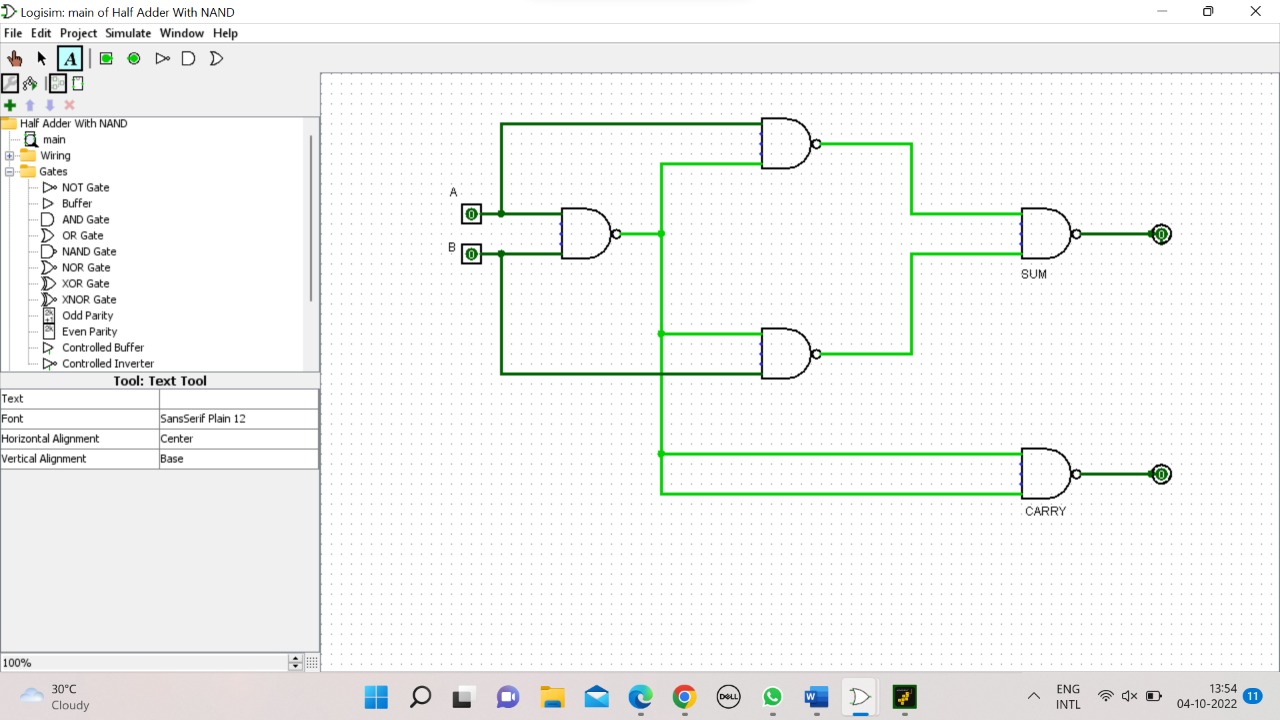 Logisim: main of Half Adder With NAND
File Edit Project Simulate Window Help
A
Half Adder With NAND
main
Wiring
Gates
NOT Gate
Buffer
AND Gate
OR Gate
NAND Gate
NOR Gate
XOR Gate
XNOR Gate
Odd Parity
Even Parity
Controlled Buffer
Controlled Inverter
Tool: Text Tool
Text
Font SansSerif Plain 12
Horizontal Alignment Center
Vertical Alignment Base
100%
A
0
B
0
0
SUM
0
CARRY
30°C
Cloudy
DELL
W
ENG
INTL
13:54
04-10-2022
11